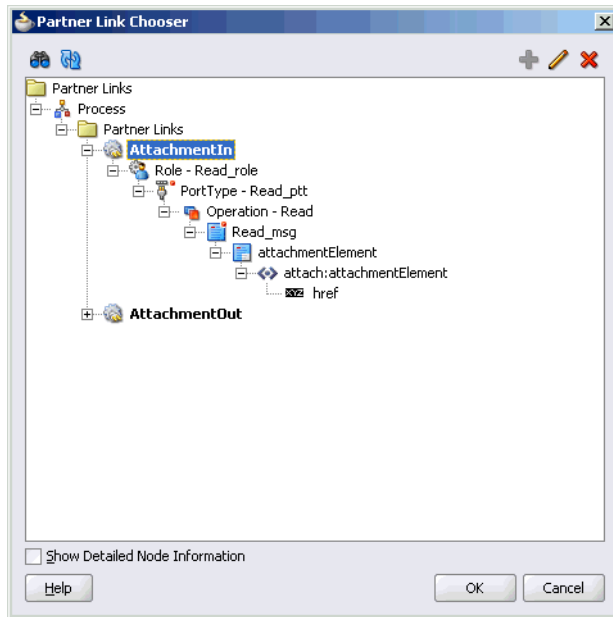 Partner Link Chooser
Partner Links
Process
Partner Links
AttachmentIn
Role - Read_role
PortType - Read_ptt
Operation - Read
Read_msg
attachmentElement
attach:attachmentElement
XYZ href
AttachmentOut
Show Detailed Node Information
Help OK Cancel